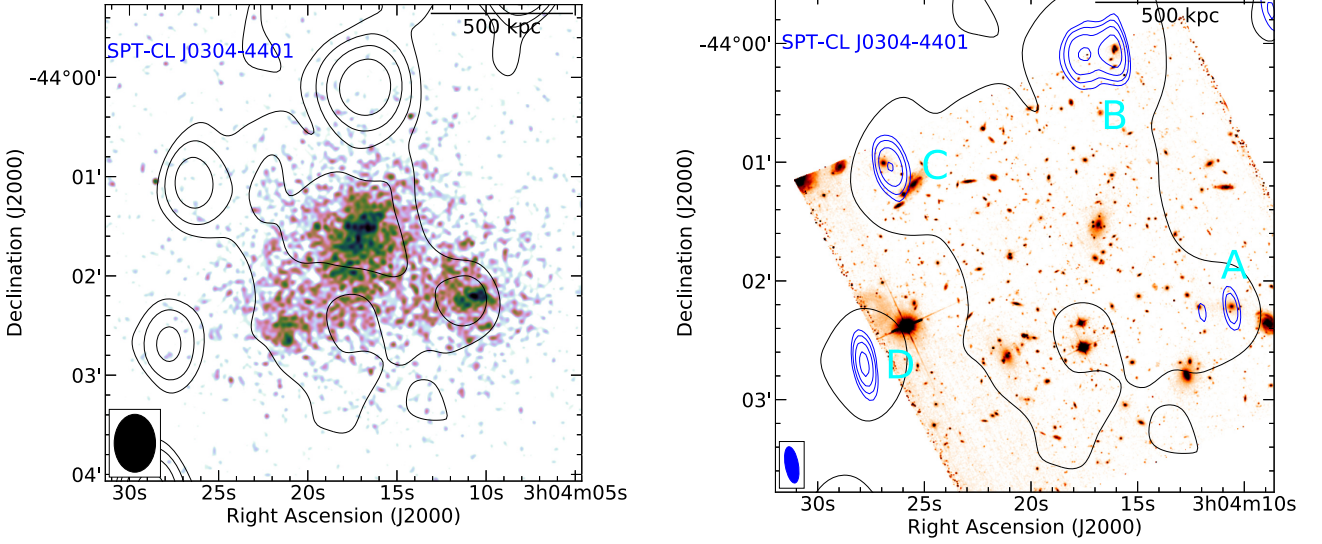 500 kpc
SPT-CL J0304-4401
-44°00'
01'
02'
03'
04'
30s 25s 20s 15s 10s 3h04m05s
Right Ascension (J2000)
Declination (J2000)
500 kpc
SPT-CL J0304-4401
-44°00'
B
01'
C
02'
A
D
03'
30s 25s 20s 15s 3h04m10s
Right Ascension (J2000)
Declination (J2000)